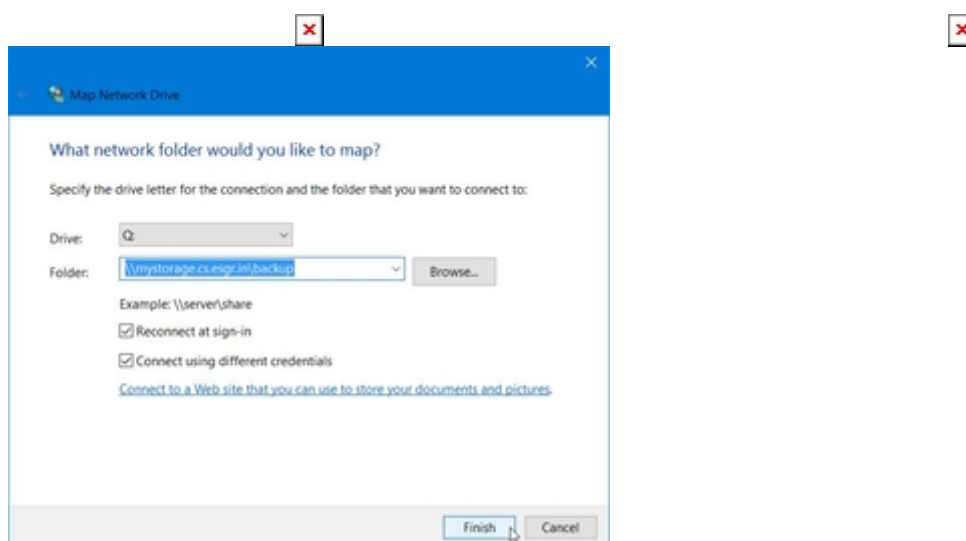 Map Network Drive
What network folder would you like to map?
Specify the drive letter for the connection and the folder that you want to connect to:
Drive: Q:
Folder: \\mystorage.cs.esgr.in\backup Browse...
Example: \\server\share
Reconnect at sign-in
Connect using different credentials
Connect to a Web site that you can use to store your documents and pictures.
Finish Cancel